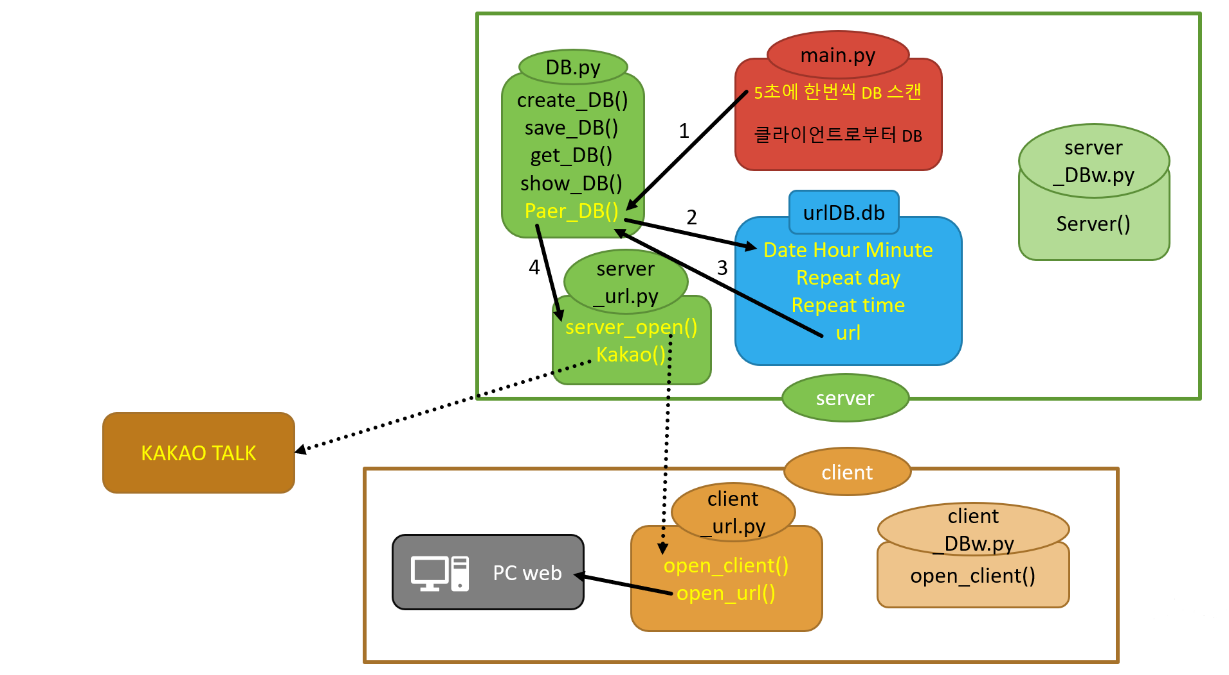 DB.py
create_DB()
save_DB()
get_DB()
show_DB()
Paer_DB()
main.py
5초에 한번씩 DB 스캔
클라이언트로부터 DB
1
2
3
4
urlDB.db
Date Hour Minute
Repeat day
Repeat time
url
server
_DBw.py
Server()
server
_url.py
server_open()
Kakao()
server
KAKAO TALK
client
client
_url.py
open_client()
open_url()
PC web
client
_DBw.py
open_client()